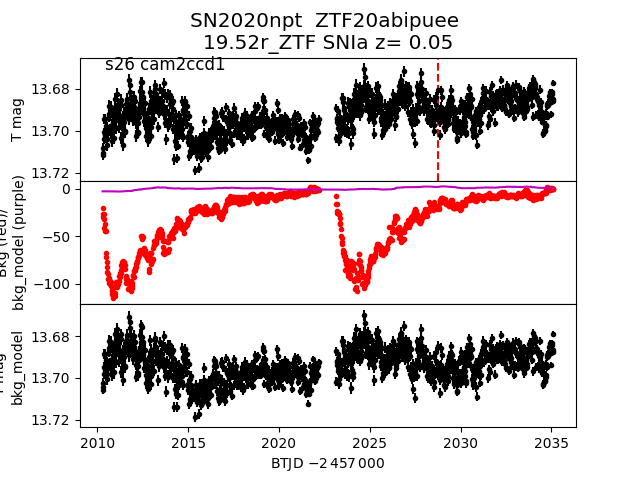 SN2020npt ZTF20abipuee
19.52r_ZTF SNIa z= 0.05
s26 cam2ccd1
13.68
13.70
13.72
T mag
0
−50
−100
Bkg (red)/
bkg_model (purple)
13.68
13.70
13.72
mag
bkg_model
2010 2015 2020 2025 2030 2035
BTJD −2 457 000